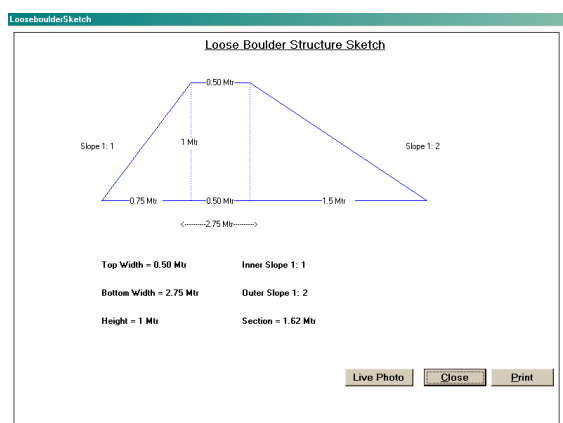 LooseboulderSketch
Loose Boulder Structure Sketch
0.50 Mtr
Slope 1: 1
1 Mtr
Slope 1: 2
0.75 Mtr
0.50 Mtr
1.5 Mtr
<---------2.75 Mtr--------->
Top Width = 0.50 Mtr
Inner Slope 1: 1
Bottom Width = 2.75 Mtr
Outer Slope 1: 2
Height = 1 Mtr
Section = 1.62 Mtr
Live Photo
Close
Print